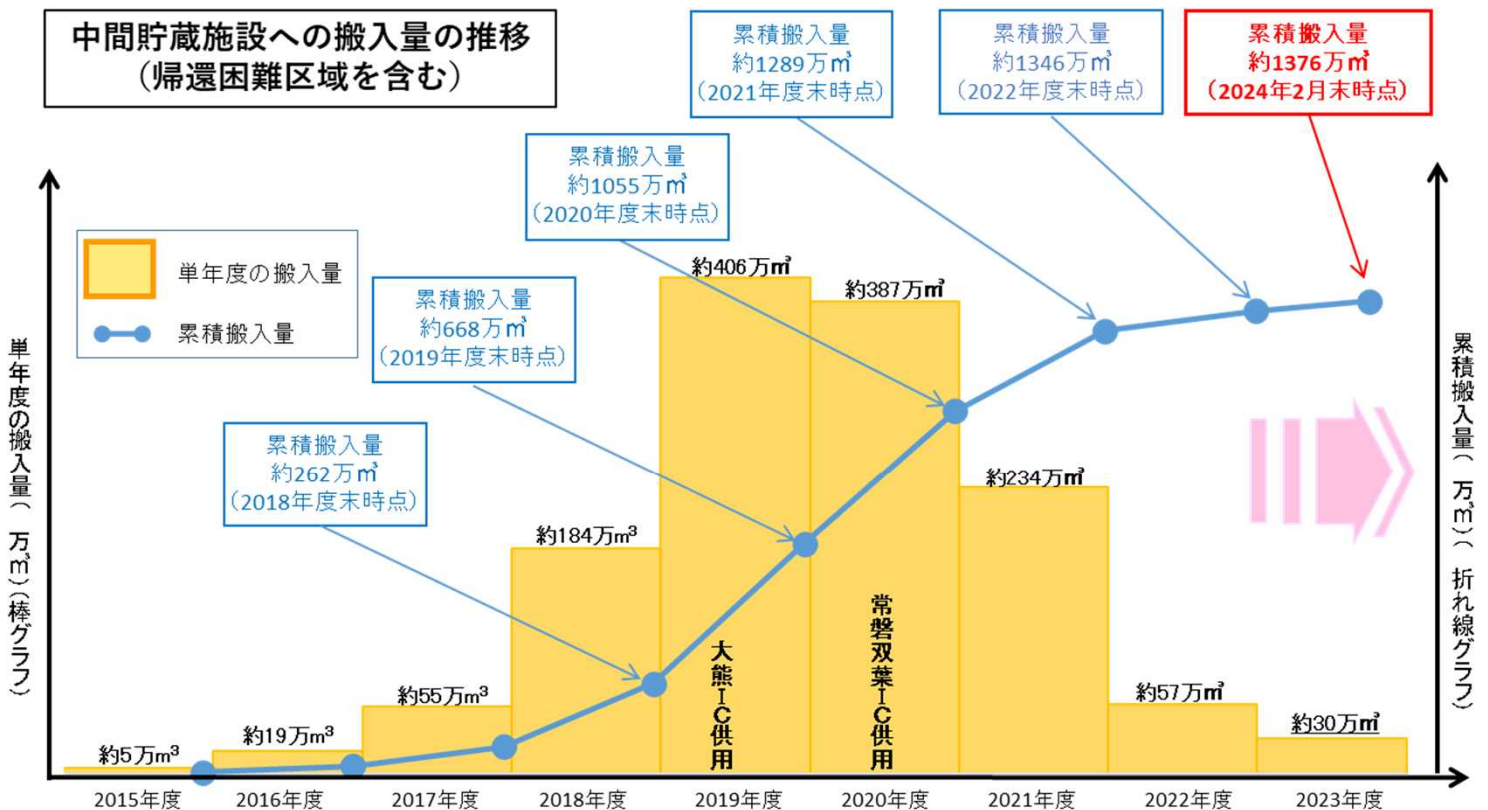 中間貯蔵施設への搬入量の推移
（帰還困難区域を含む）
累積搬入量
約1289万㎥
（2021年度末時点）
累積搬入量
約1346万㎥
（2022年度末時点）
累積搬入量
約1376万㎥
（2024年2月末時点）
累積搬入量
約1055万㎥
（2020年度末時点）
単年度の搬入量
累積搬入量
累積搬入量
約668万㎥
（2019年度末時点）
累積搬入量
約262万㎥
（2018年度末時点）
単年度の搬入量（　万㎥）（棒グラフ）
累積搬入量（　万㎥）（　折れ線グラフ）
約5万m³
約19万m³
約55万m³
約184万m³
約406万㎥
約387万㎥
約234万㎥
約57万㎥
約30万㎥
大熊IC供用
常磐双葉IC供用
2015年度
2016年度
2017年度
2018年度
2019年度
2020年度
2021年度
2022年度
2023年度